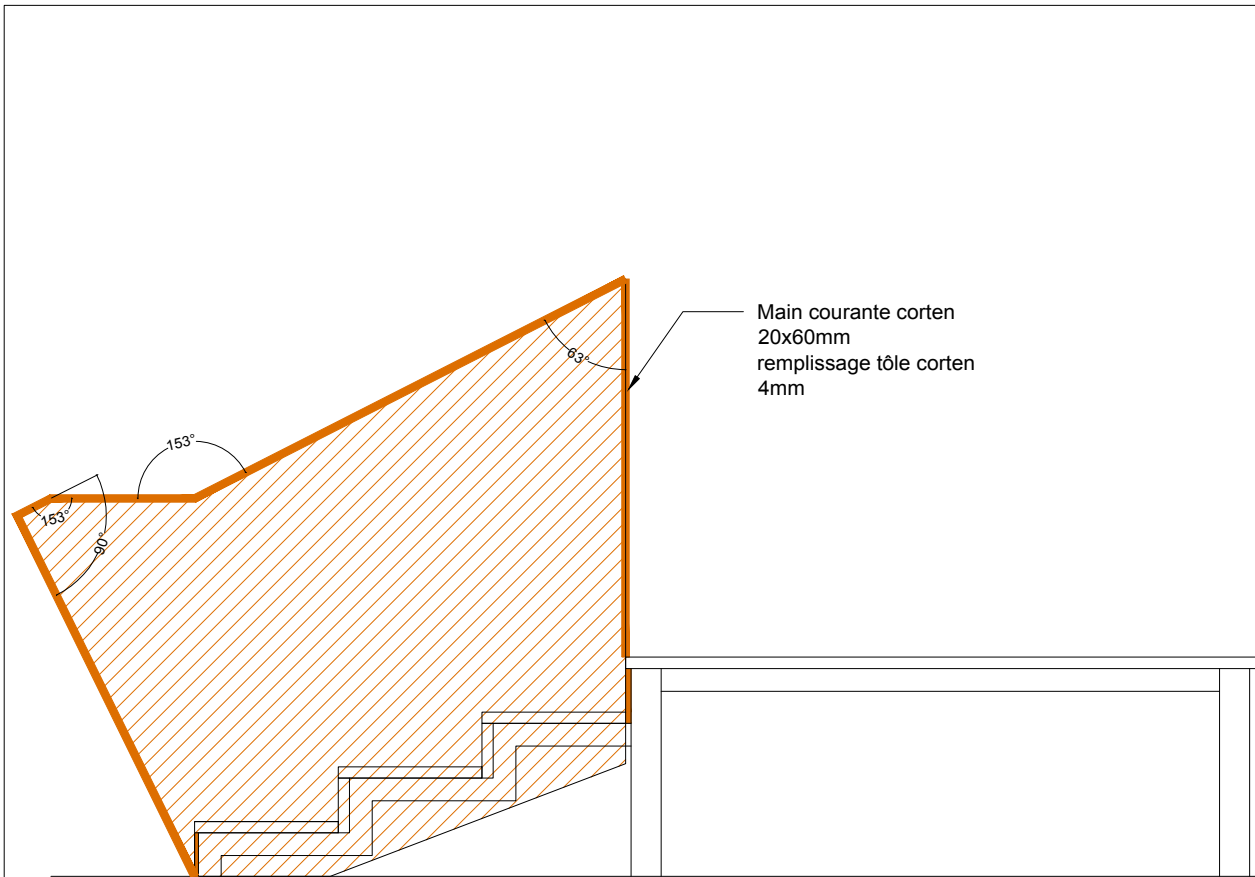 Main courante corten
20x60mm
remplissage tôle corten
4mm
63°
153°
153°
90°